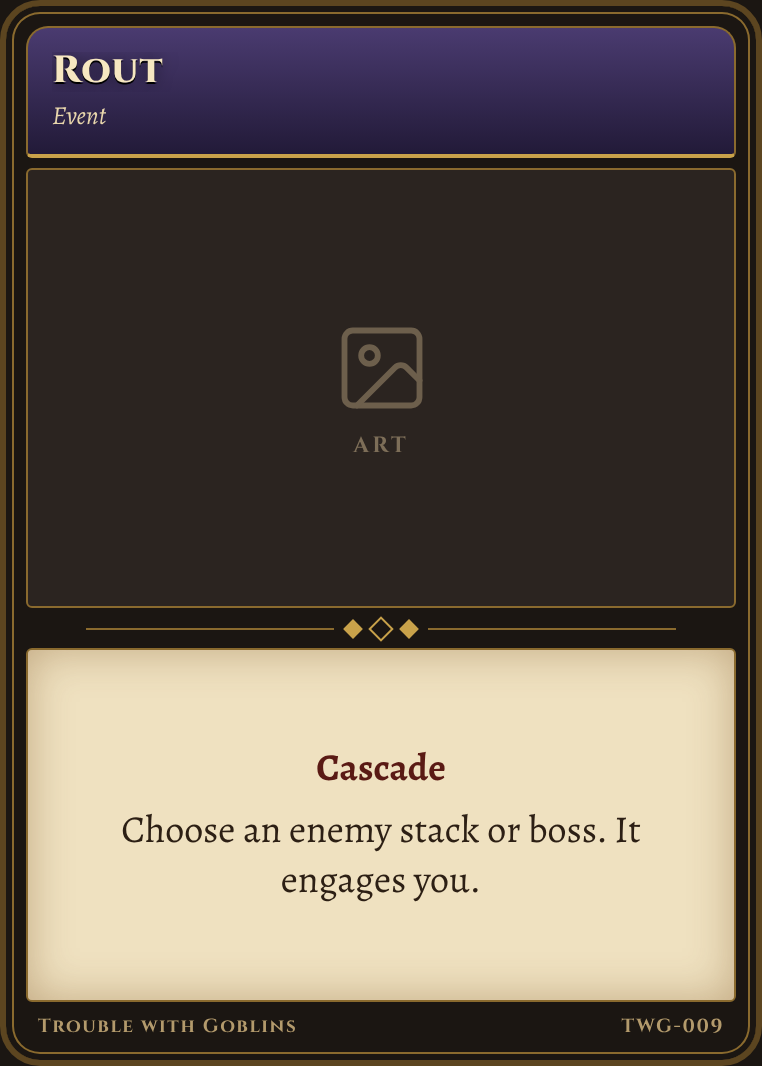 Rout
Event
ART
Cascade
Choose an enemy stack or boss. It
engages you.
Trouble with Goblins
TWG-009